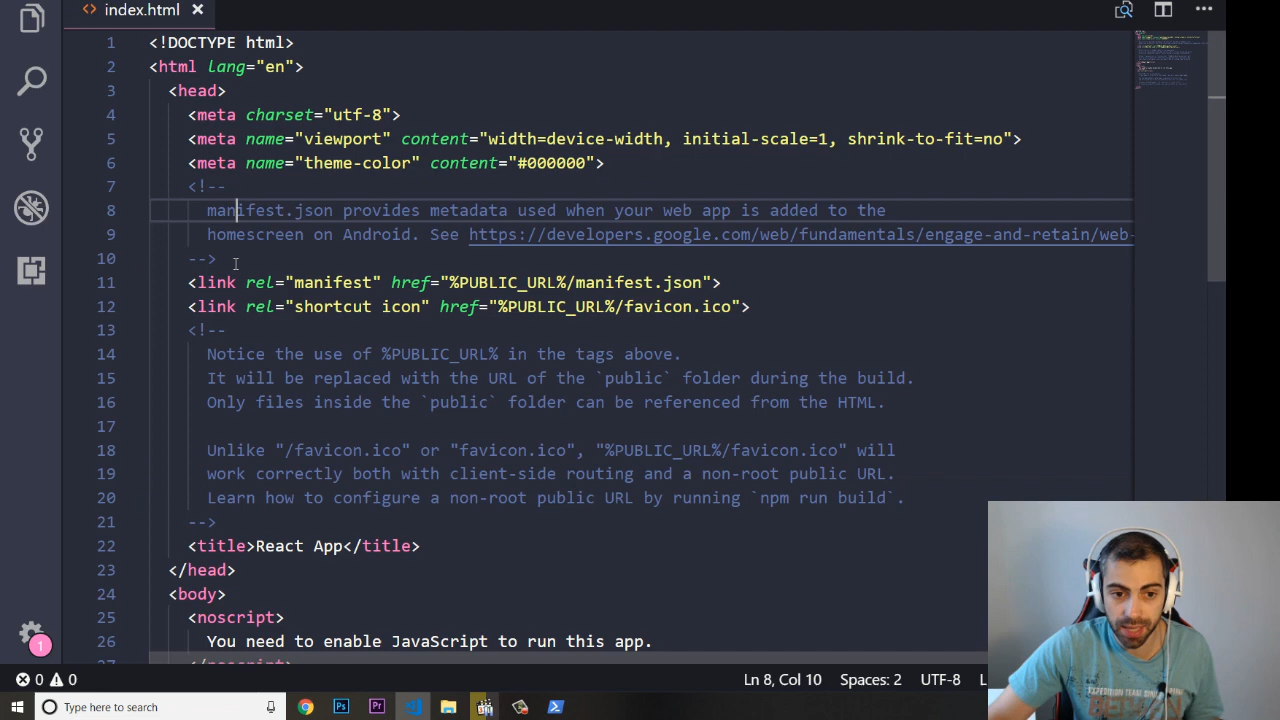 <> index.html ×
1 <!DOCTYPE html>
2 <html lang="en">
3 <head>
4 <meta charset="utf-8">
5 <meta name="viewport" content="width=device-width, initial-scale=1, shrink-to-fit=no">
6 <meta name="theme-color" content="#000000">
7 <!--
8 manifest.json provides metadata used when your web app is added to the
9 homescreen on Android. See https://developers.google.com/web/fundamentals/engage-and-retain/web-
10 -->
11 <link rel="manifest" href="%PUBLIC_URL%/manifest.json">
12 <link rel="shortcut icon" href="%PUBLIC_URL%/favicon.ico">
13 <!--
14 Notice the use of %PUBLIC_URL% in the tags above.
15 It will be replaced with the URL of the `public` folder during the build.
16 Only files inside the `public` folder can be referenced from the HTML.
17
18 Unlike "/favicon.ico" or "favicon.ico", "%PUBLIC_URL%/favicon.ico" will
19 work correctly both with client-side routing and a non-root public URL.
20 Learn how to configure a non-root public URL by running `npm run build`.
21 -->
22 <title>React App</title>
23 </head>
24 <body>
25 <noscript>
26 You need to enable JavaScript to run this app.
27 </noscript>
1
0 0 Ln 8, Col 10 Spaces: 2 UTF-8 L
Type here to search Ps Pr
EXPEDITION TEAM